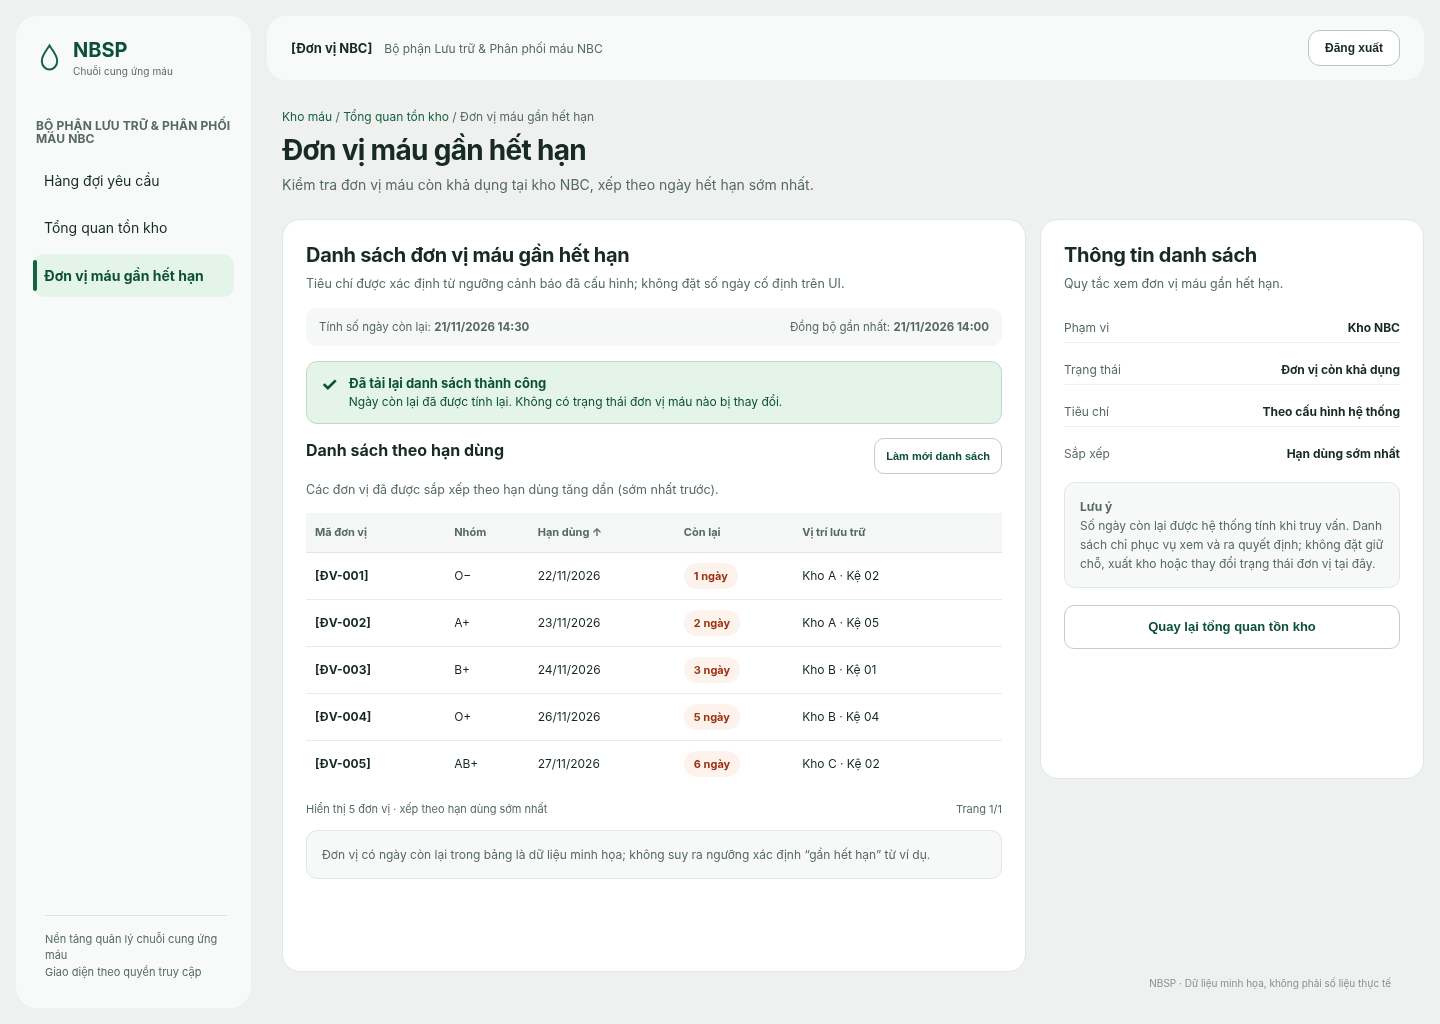 NBSP
Chuỗi cung ứng máu
BỘ PHẬN LƯU TRỮ & PHÂN PHỐI
MÁU NBC
Hàng đợi yêu cầu
Tổng quan tồn kho
Đơn vị máu gần hết hạn
Nền tảng quản lý chuỗi cung ứng
máu
Giao diện theo quyền truy cập
[Đơn vị NBC] Bộ phận Lưu trữ & Phân phối máu NBC
Đăng xuất
Kho máu / Tổng quan tồn kho / Đơn vị máu gần hết hạn
Đơn vị máu gần hết hạn
Kiểm tra đơn vị máu còn khả dụng tại kho NBC, xếp theo ngày hết hạn sớm nhất.
Danh sách đơn vị máu gần hết hạn
Tiêu chí được xác định từ ngưỡng cảnh báo đã cấu hình; không đặt số ngày cố định trên UI.
Tính số ngày còn lại: 21/11/2026 14:30 Đồng bộ gần nhất: 21/11/2026 14:00
Đã tải lại danh sách thành công
Ngày còn lại đã được tính lại. Không có trạng thái đơn vị máu nào bị thay đổi.
Danh sách theo hạn dùng
Làm mới danh sách
Các đơn vị đã được sắp xếp theo hạn dùng tăng dần (sớm nhất trước).
Mã đơn vị Nhóm Hạn dùng ↑ Còn lại Vị trí lưu trữ
[ĐV-001] O− 22/11/2026 1 ngày Kho A · Kệ 02
[ĐV-002] A+ 23/11/2026 2 ngày Kho A · Kệ 05
[ĐV-003] B+ 24/11/2026 3 ngày Kho B · Kệ 01
[ĐV-004] O+ 26/11/2026 5 ngày Kho B · Kệ 04
[ĐV-005] AB+ 27/11/2026 6 ngày Kho C · Kệ 02
Hiển thị 5 đơn vị · xếp theo hạn dùng sớm nhất Trang 1/1
Đơn vị có ngày còn lại trong bảng là dữ liệu minh họa; không suy ra ngưỡng xác định “gần hết hạn” từ ví dụ.
Thông tin danh sách
Quy tắc xem đơn vị máu gần hết hạn.
Phạm vi Kho NBC
Trạng thái Đơn vị còn khả dụng
Tiêu chí Theo cấu hình hệ thống
Sắp xếp Hạn dùng sớm nhất
Lưu ý
Số ngày còn lại được hệ thống tính khi truy vấn. Danh
sách chỉ phục vụ xem và ra quyết định; không đặt giữ
chỗ, xuất kho hoặc thay đổi trạng thái đơn vị tại đây.
Quay lại tổng quan tồn kho
NBSP · Dữ liệu minh họa, không phải số liệu thực tế